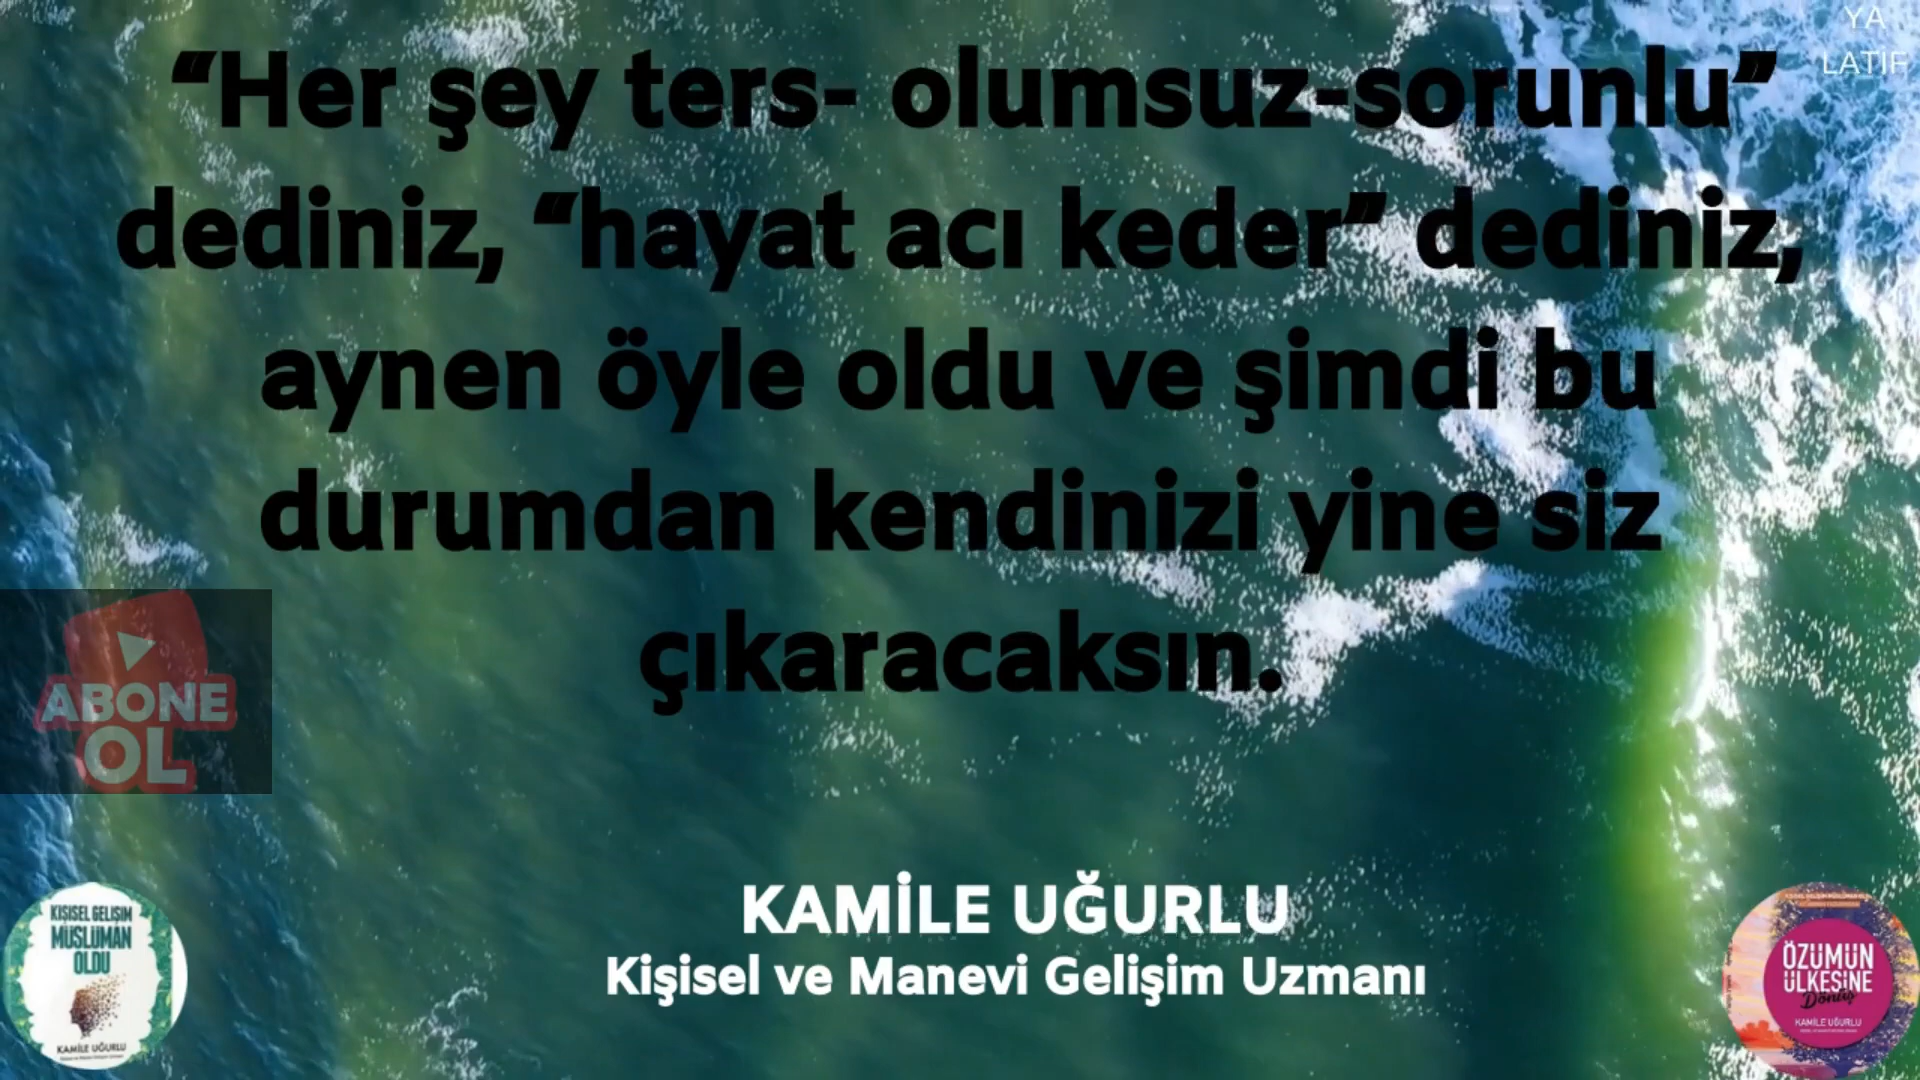 YA
LATIF
“Her şey ters- olumsuz-sorunlu”
dediniz, “hayat acı keder” dediniz,
aynen öyle oldu ve şimdi bu
durumdan kendinizi yine siz
çıkaracaksın.
ABONE
OL
KAMİLE UĞURLU
Kişisel ve Manevi Gelişim Uzmanı
KİŞİSEL GELİŞİM
MÜSLÜMAN
OLDU
KAMİLE UĞURLU
ÖZÜMÜN
ÜLKESİNE
Dönüş
KAMİLE UĞURLU